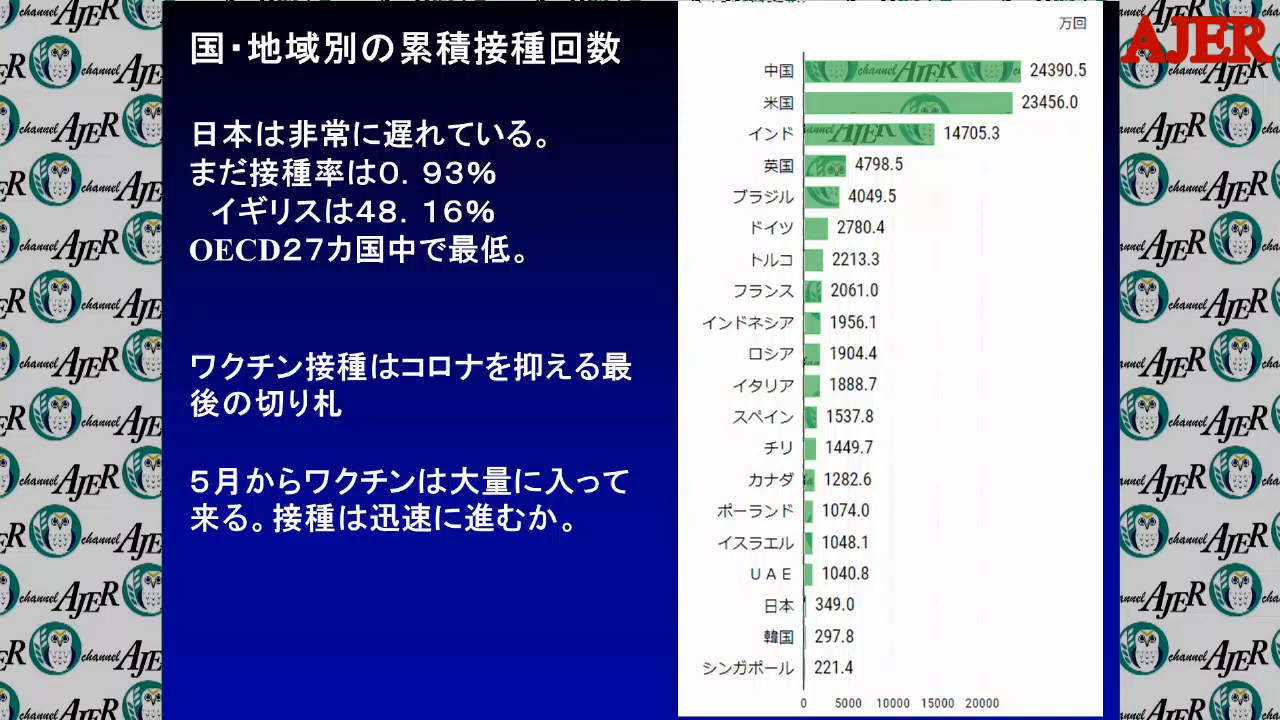 国・地域別の累積接種回数
日本は非常に遅れている。
まだ接種率は０．９３％
イギリスは４８．１６％
OECD２７カ国中で最低。
ワクチン接種はコロナを抑える最
後の切り札
５月からワクチンは大量に入って
来る。接種は迅速に進むか。
万回
中国 24390.5
米国 23456.0
インド 14705.3
英国 4798.5
ブラジル 4049.5
ドイツ 2780.4
トルコ 2213.3
フランス 2061.0
インドネシア 1956.1
ロシア 1904.4
イタリア 1888.7
スペイン 1537.8
チリ 1449.7
カナダ 1282.6
ポーランド 1074.0
イスラエル 1048.1
ＵＡＥ 1040.8
日本 349.0
韓国 297.8
シンガポール 221.4
0 5000 10000 15000 20000
AJER
channel AJER